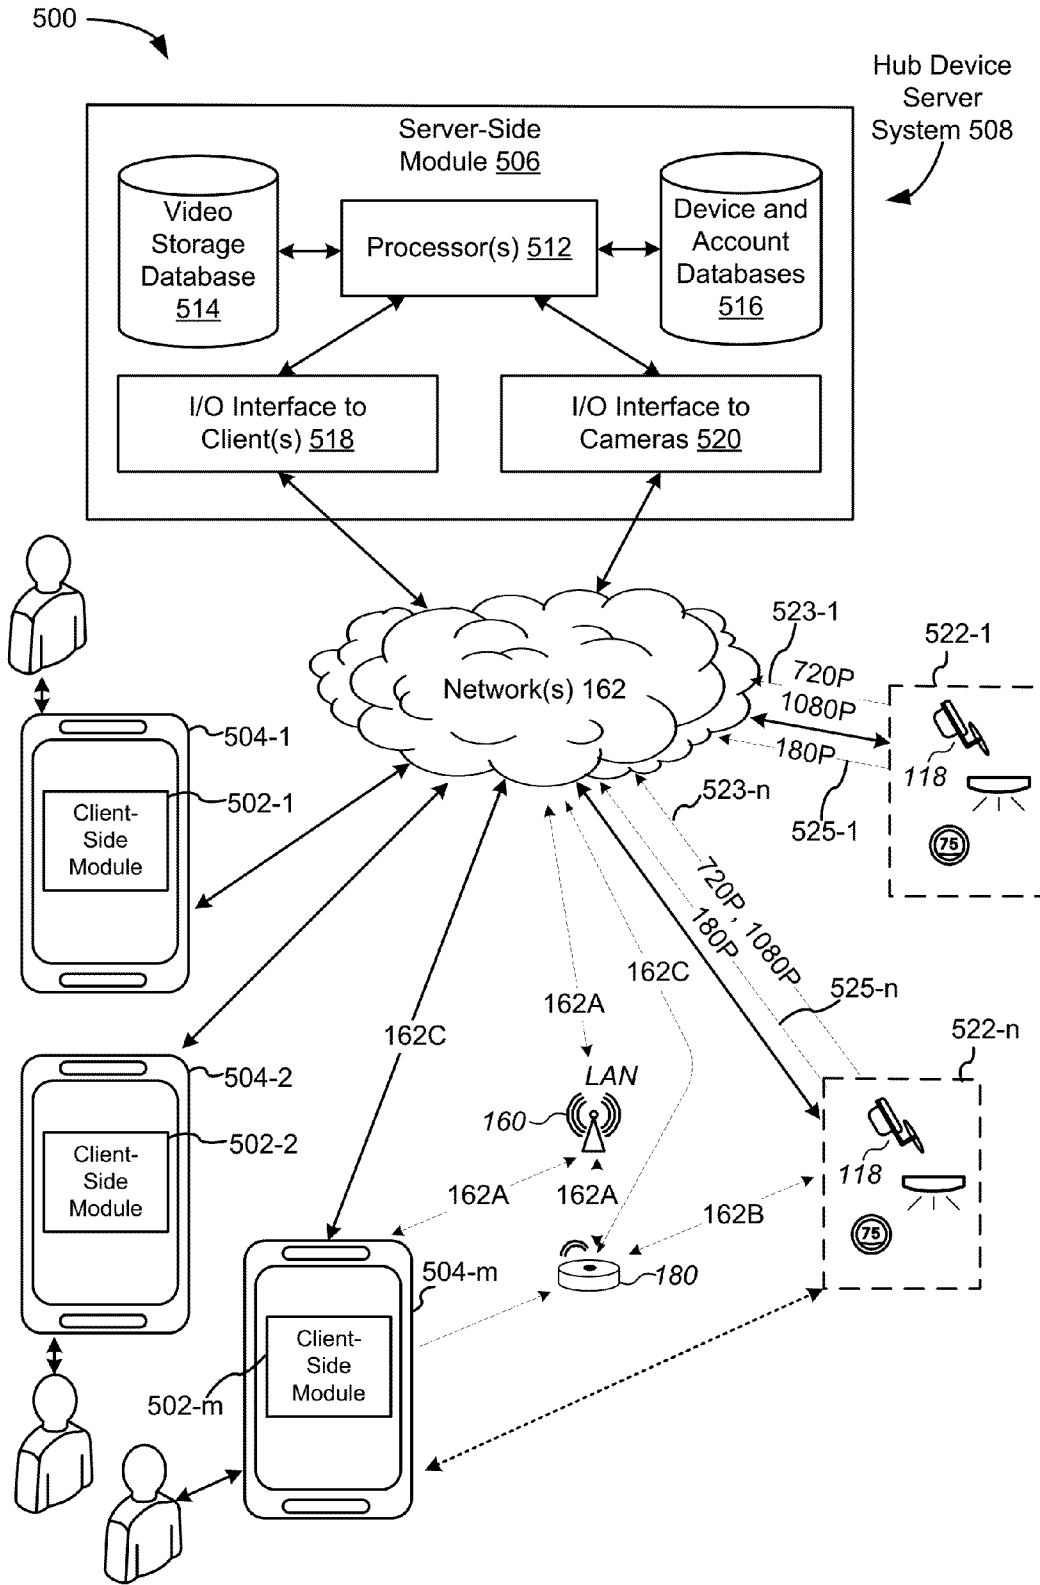 500
Hub Device
Server
System 508
Server-Side
Module 506
Video
Storage
Database
514
Processor(s) 512
Device and
Account
Databases
516
I/O Interface to
Client(s) 518
I/O Interface to
Cameras 520
Network(s) 162
523-1
522-1
720P
1080P
180P
118
75
525-1
523-n
504-1
502-1
Client-
Side
Module
720P, 1080P
180P
162C
162A
162C
525-n
522-n
LAN
160
504-2
502-2
Client-
Side
Module
162A
162A
162B
118
75
180
504-m
Client-
Side
Module
502-m